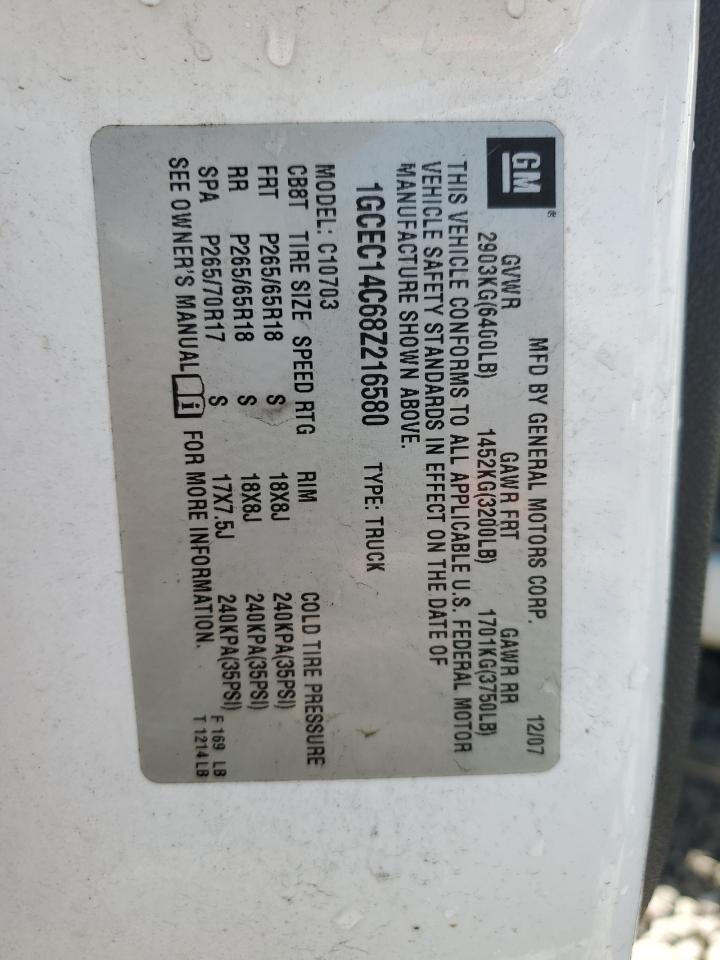 GM
MFD BY GENERAL MOTORS CORP. 12/07
GVWR GAWR FRT GAWR RR
2903KG(6460LB) 1452KG(3200LB) 1701KG(3750LB)
THIS VEHICLE CONFORMS TO ALL APPLICABLE U.S. FEDERAL MOTOR
VEHICLE SAFETY STANDARDS IN EFFECT ON THE DATE OF
MANUFACTURE SHOWN ABOVE.
1GCEC14C68Z216580 TYPE: TRUCK
MODEL: C10703
CB8T TIRE SIZE SPEED RTG RIM COLD TIRE PRESSURE
FRT P265/65R18 S 18X8J 240KPA(35PSI)
RR P265/65R18 S 18X8J 240KPA(35PSI)
SPA P265/70R17 S 17X7.5J 240KPA(35PSI)
SEE OWNER'S MANUAL i FOR MORE INFORMATION.
F 169 LB
T 1214 LB